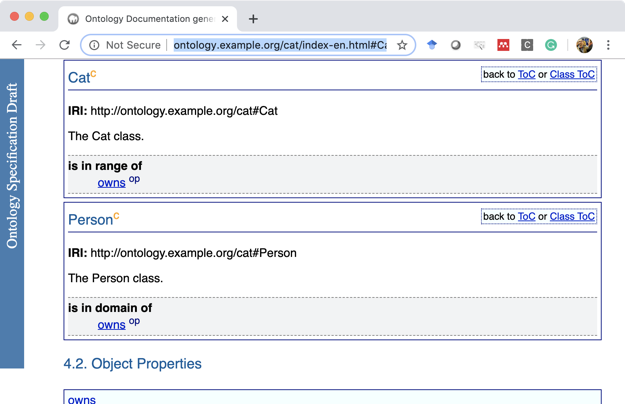 Ontology Documentation gene
Not Secure
ontology.example.org/cat/index-en.html#Ca
Ontology Specification Draft
Cat C
back to ToC or Class ToC
IRI: http://ontology.example.org/cat#Cat
The Cat class.
is in range of
owns op
Person C
back to ToC or Class ToC
IRI: http://ontology.example.org/cat#Person
The Person class.
is in domain of
owns op
4.2. Object Properties
owns